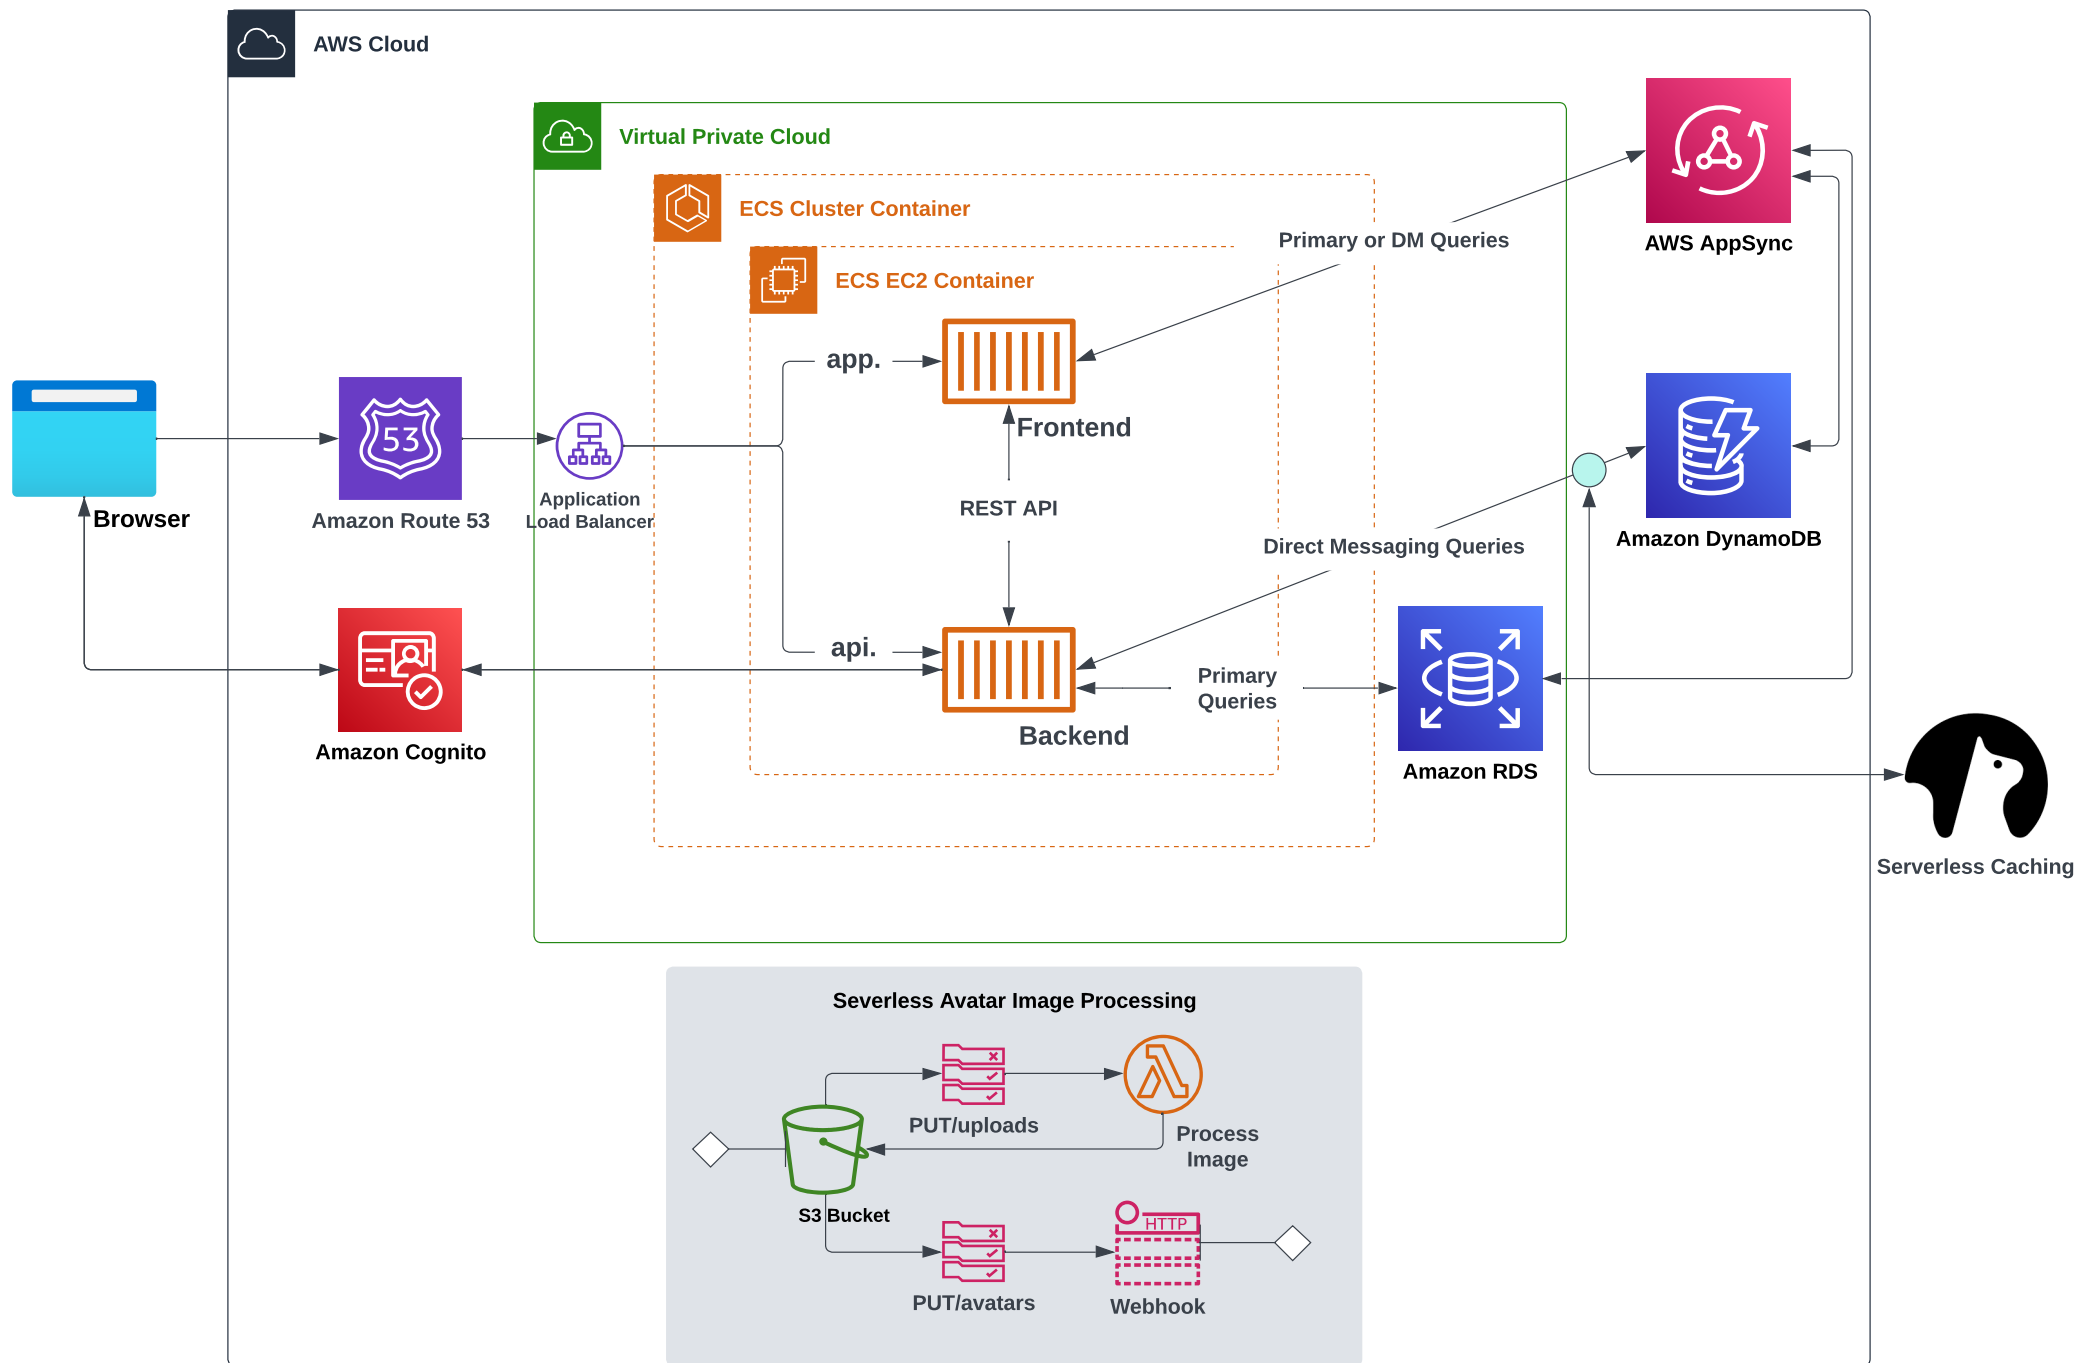 AWS Cloud
Virtual Private Cloud
ECS Cluster Container
ECS EC2 Container
Primary or DM Queries
AWS AppSync
app.
Frontend
53
Browser
Amazon Route 53
Application
Load Balancer
REST API
Direct Messaging Queries
Amazon DynamoDB
api.
Primary
Queries
Backend
Amazon Cognito
Amazon RDS
Serverless Caching
Severless Avatar Image Processing
PUT/uploads
Process
Image
S3 Bucket
HTTP
PUT/avatars
Webhook